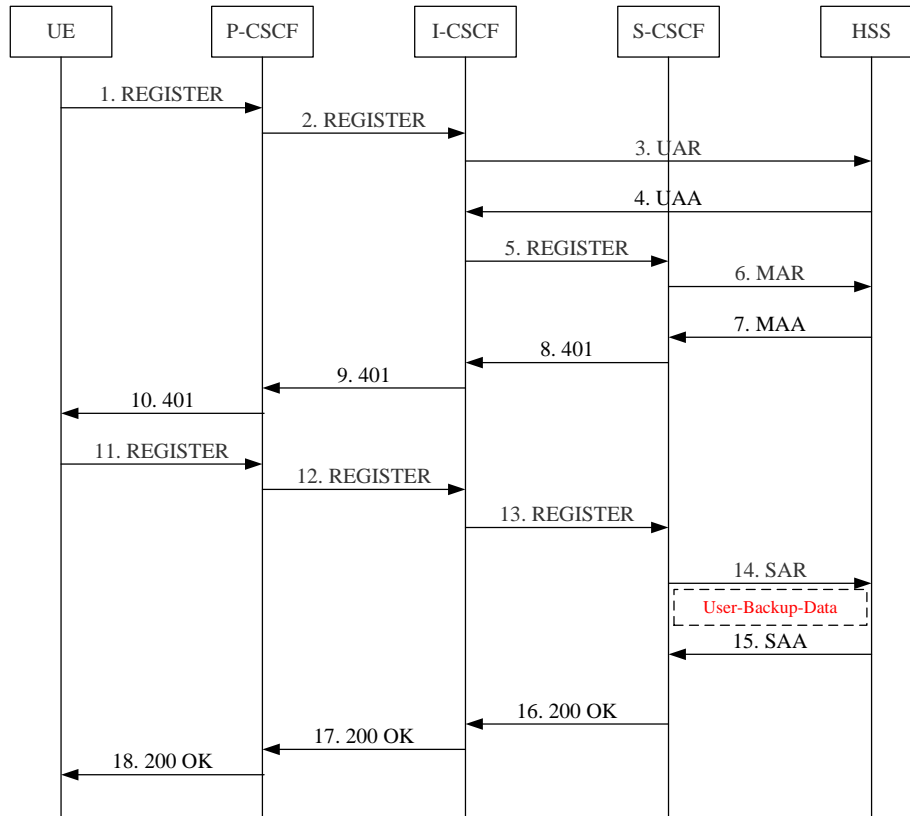 UE
P-CSCF
I-CSCF
S-CSCF
HSS
1. REGISTER
2. REGISTER
3. UAR
4. UAA
5. REGISTER
6. MAR
7. MAA
8. 401
9. 401
10. 401
11. REGISTER
12. REGISTER
13. REGISTER
14. SAR
User-Backup-Data
15. SAA
16. 200 OK
17. 200 OK
18. 200 OK